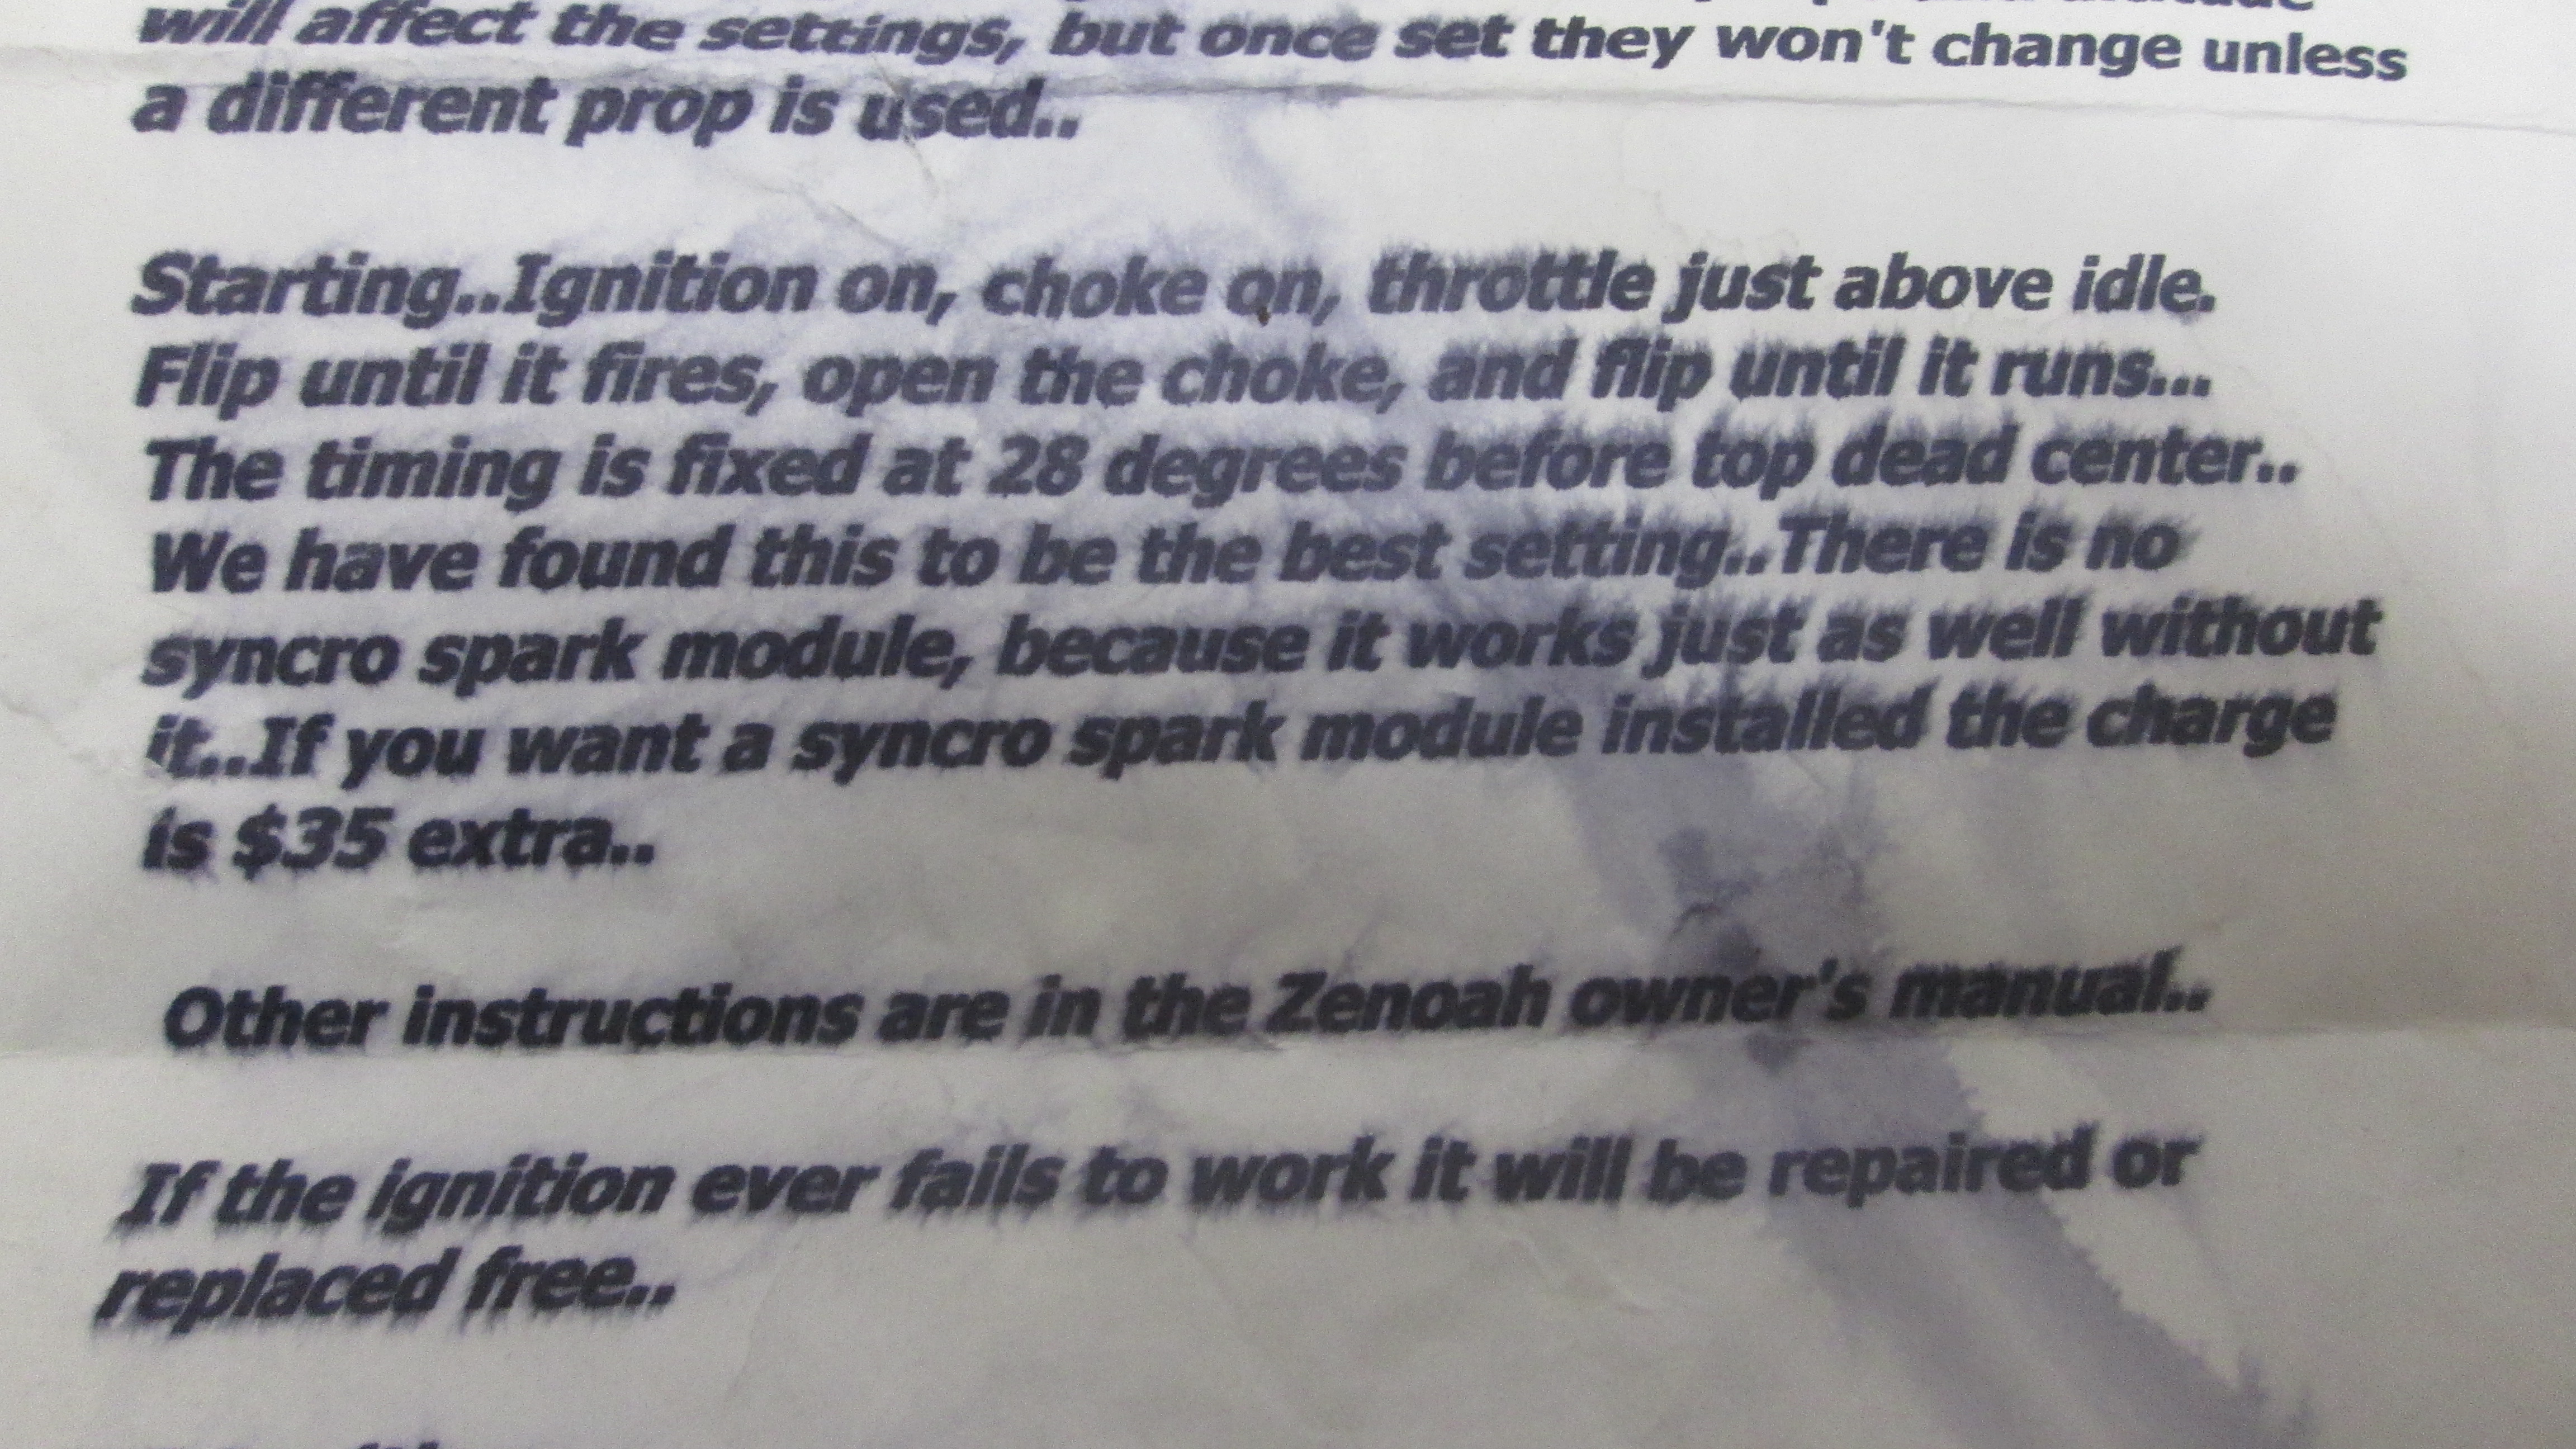 will affect the settings, but once set they won't change unless
a different prop is used..
Starting..Ignition on, choke on, throttle just above idle.
Flip until it fires, open the choke, and flip until it runs...
The timing is fixed at 28 degrees before top dead center..
We have found this to be the best setting..There is no
syncro spark module, because it works just as well without
it..If you want a syncro spark module installed the charge
is $35 extra..
Other instructions are in the Zenoah owner's manual..
If the ignition ever fails to work it will be repaired or
replaced free..